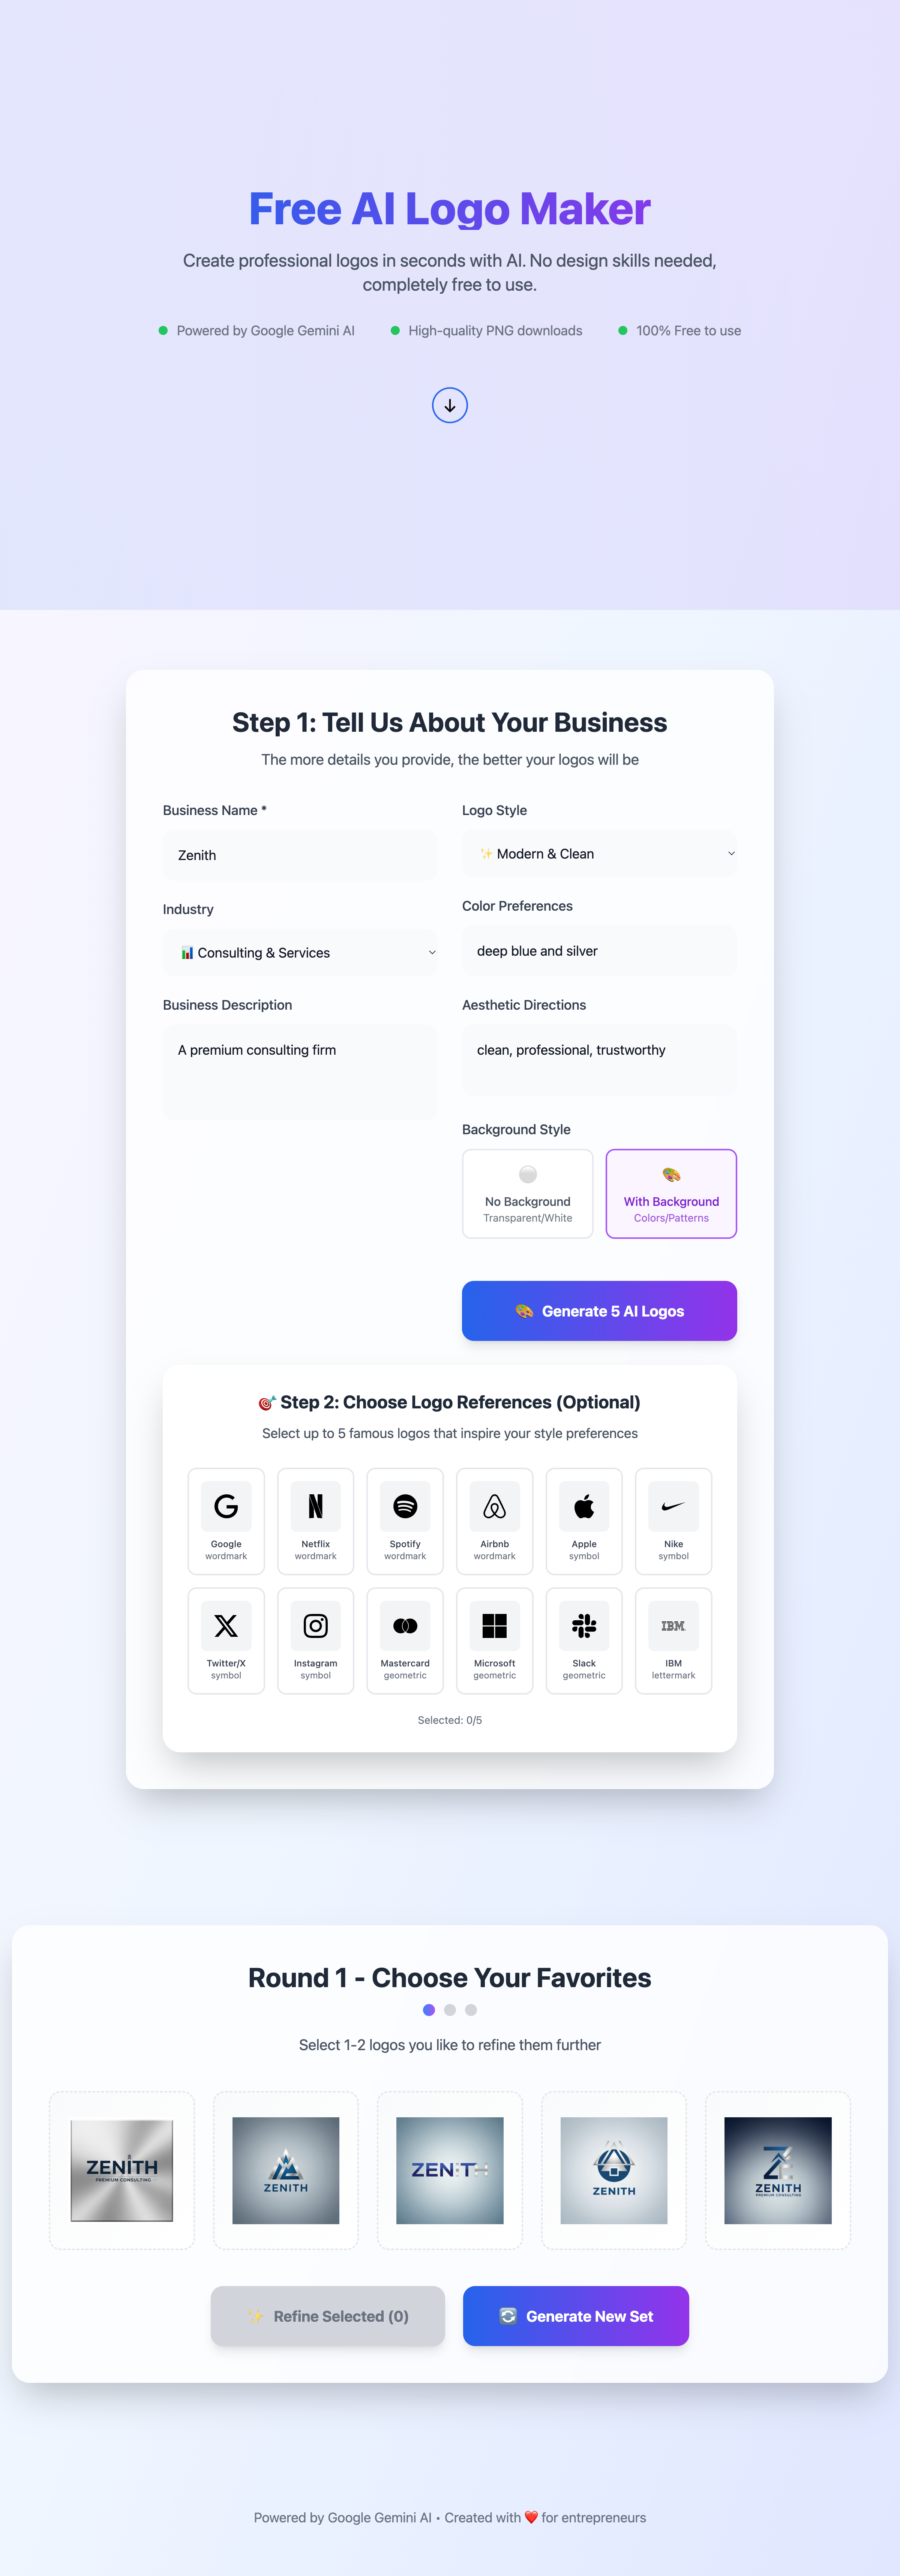 Free AI Logo Maker
Create professional logos in seconds with AI. No design skills needed,
completely free to use.
Powered by Google Gemini AI
High-quality PNG downloads
100% Free to use
Step 1: Tell Us About Your Business
The more details you provide, the better your logos will be
Business Name *
Zenith
Industry
📊 Consulting & Services
Business Description
A premium consulting firm
Logo Style
✨ Modern & Clean
Color Preferences
deep blue and silver
Aesthetic Directions
clean, professional, trustworthy
Background Style
No Background
Transparent/White
🎨
With Background
Colors/Patterns
🎨 Generate 5 AI Logos
🎯 Step 2: Choose Logo References (Optional)
Select up to 5 famous logos that inspire your style preferences
Google
wordmark
Netflix
wordmark
Spotify
wordmark
Airbnb
wordmark
Apple
symbol
Nike
symbol
Twitter/X
symbol
Instagram
symbol
Mastercard
geometric
Microsoft
geometric
Slack
geometric
IBM
IBM
lettermark
Selected: 0/5
Round 1 - Choose Your Favorites
Select 1-2 logos you like to refine them further
ZENITH
PREMIUM CONSULTING
ZENITH
ZENITH
ZENITH
ZENITH
PREMIUM CONSULTING
✨ Refine Selected (0)
🔄 Generate New Set
Powered by Google Gemini AI • Created with ❤️ for entrepreneurs